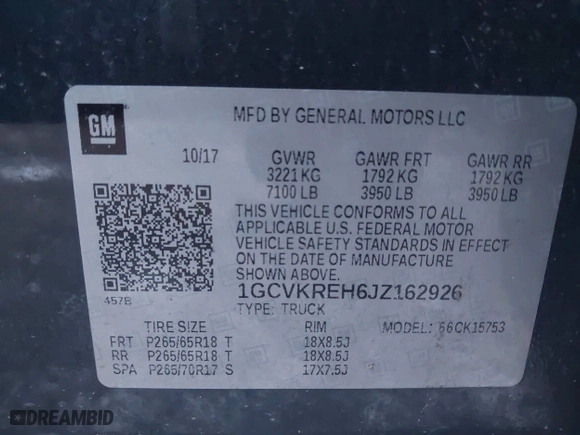 GM
MFD BY GENERAL MOTORS LLC
10/17 GVWR GAWR FRT GAWR RR
3221 KG 1792 KG 1792 KG
7100 LB 3950 LB 3950 LB
THIS VEHICLE CONFORMS TO ALL
APPLICABLE U.S. FEDERAL MOTOR
VEHICLE SAFETY STANDARDS IN EFFECT
ON THE DATE OF MANUFACTURE
SHOWN ABOVE.
457B
1GCVKREH6JZ162926
TYPE: TRUCK
TIRE SIZE RIM MODEL: 66CK15753
FRT P265/65R18 T 18X8.5J
RR P265/65R18 T 18X8.5J
SPA P265/70R17 S 17X7.5J
DREAMBID